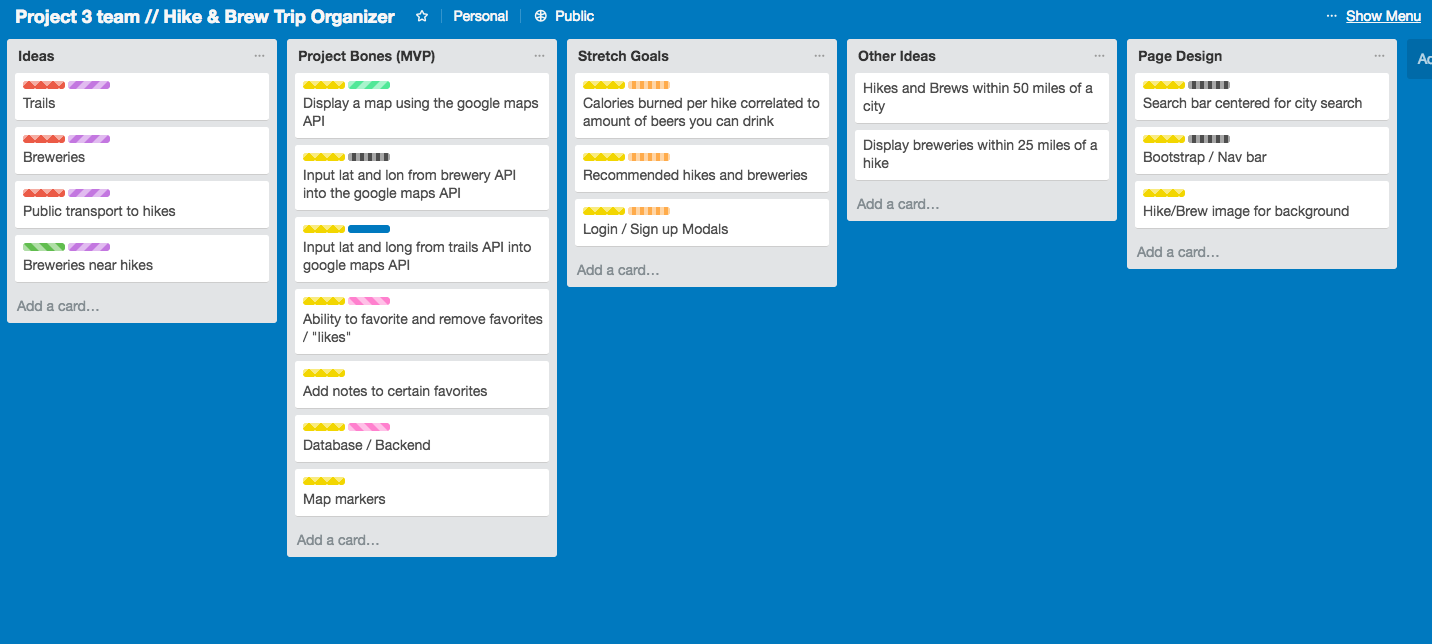 Project 3 team // Hike & Brew Trip Organizer
Personal
Public
Show Menu
Ideas
Trails
Breweries
Public transport to hikes
Breweries near hikes
Add a card…
Project Bones (MVP)
Display a map using the google maps
API
Input lat and lon from brewery API
into the google maps API
Input lat and long from trails API into
google maps API
Ability to favorite and remove favorites
/ "likes"
Add notes to certain favorites
Database / Backend
Map markers
Add a card…
Stretch Goals
Calories burned per hike correlated to
amount of beers you can drink
Recommended hikes and breweries
Login / Sign up Modals
Add a card…
Other Ideas
Hikes and Brews within 50 miles of a
city
Display breweries within 25 miles of a
hike
Add a card…
Page Design
Search bar centered for city search
Bootstrap / Nav bar
Hike/Brew image for background
Add a card…